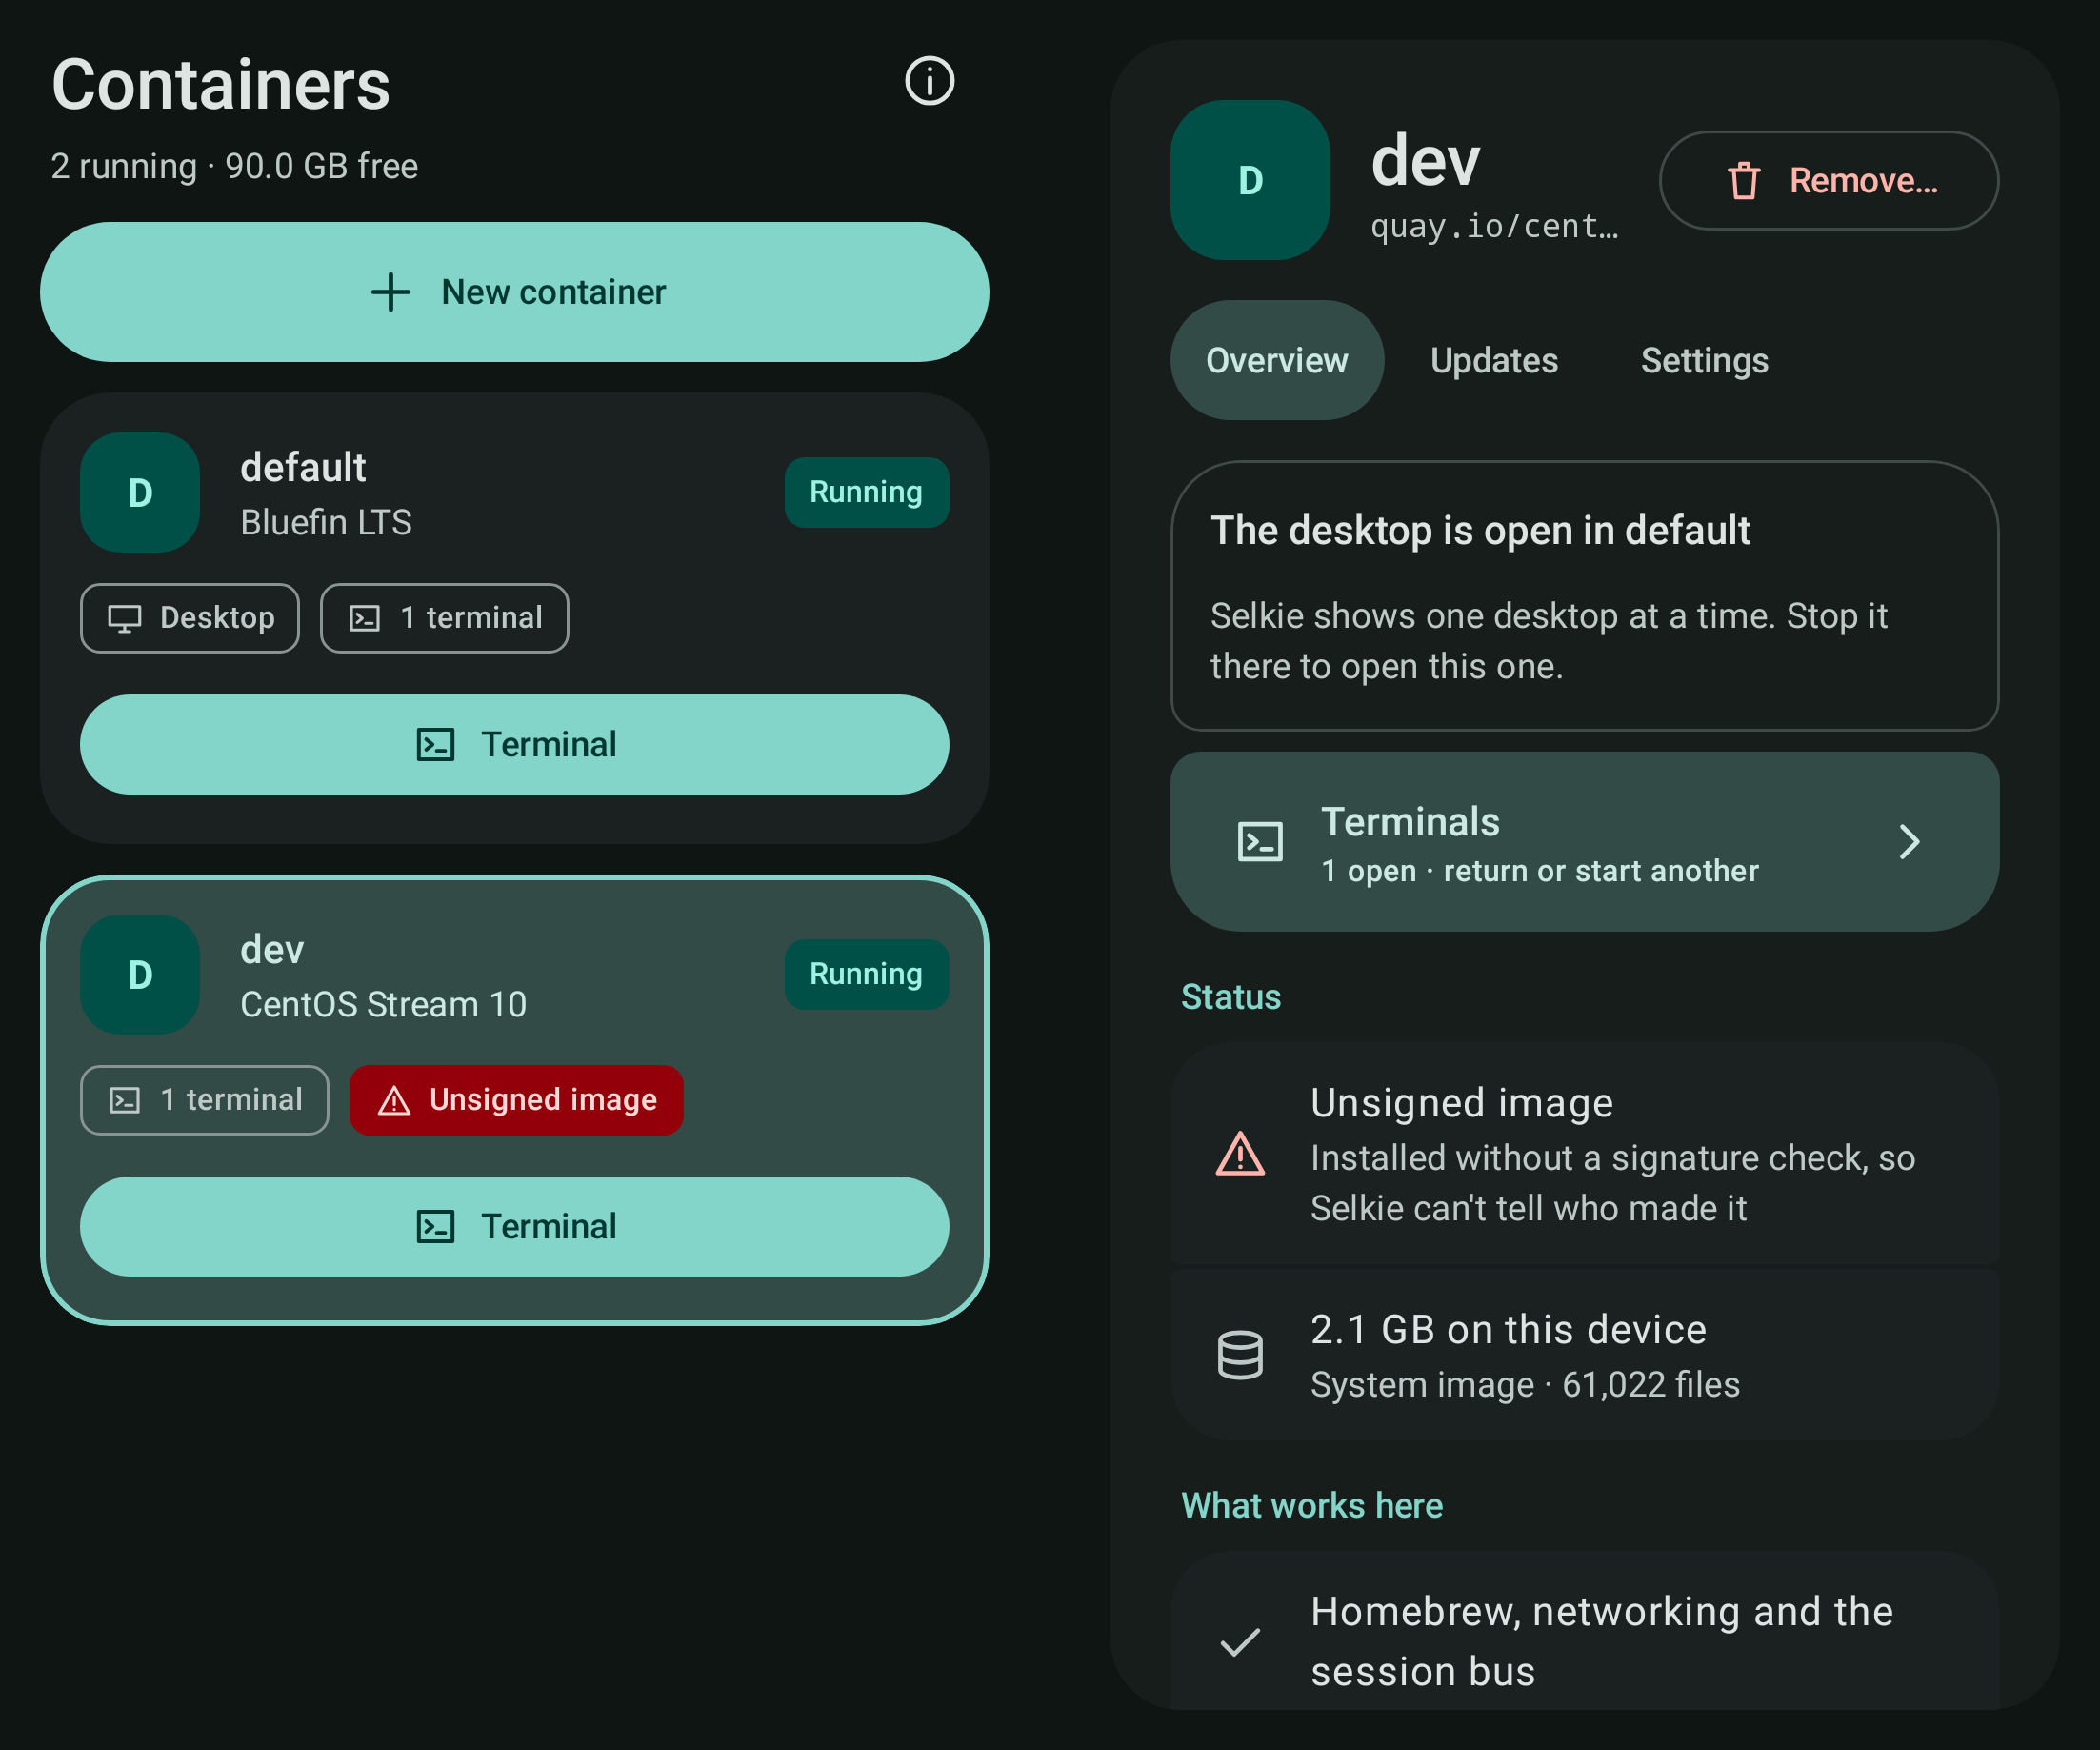 Containers
2 running · 90.0 GB free
New container
D
default
Bluefin LTS
Running
Desktop
1 terminal
Terminal
D
dev
CentOS Stream 10
Running
1 terminal
Unsigned image
Terminal
D
dev
quay.io/cent…
Remove…
Overview
Updates
Settings
The desktop is open in default
Selkie shows one desktop at a time. Stop it
there to open this one.
Terminals
1 open · return or start another
Status
Unsigned image
Installed without a signature check, so
Selkie can't tell who made it
2.1 GB on this device
System image · 61,022 files
What works here
Homebrew, networking and the
session bus